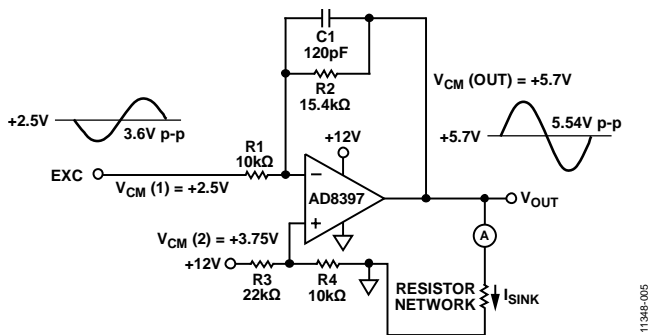 C1
120pF
R2
15.4kΩ
VCM (OUT) = +5.7V
+2.5V
3.6V p-p
+5.7V
5.54V p-p
R1
10kΩ
+12V
EXC
VCM (1) = +2.5V
−
AD8397
+
VOUT
A
VCM (2) = +3.75V
+12V
R3
22kΩ
R4
10kΩ
RESISTOR
NETWORK
ISINK
11348-005